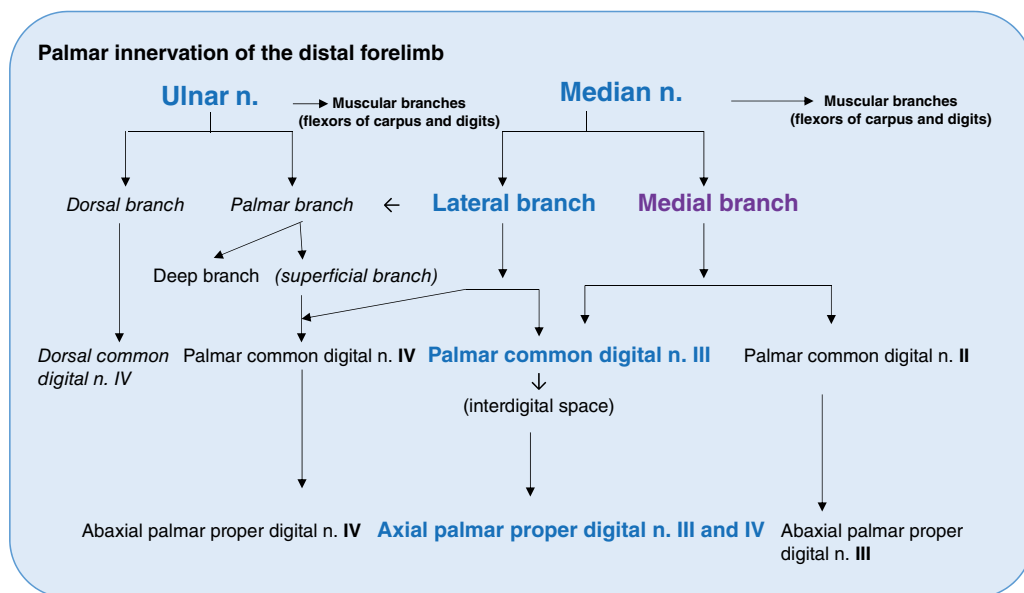 Palmar innervation of the distal forelimb
Ulnar n.
Muscular branches
(flexors of carpus and digits)
Median n.
Muscular branches
(flexors of carpus and digits)
Dorsal branch
Palmar branch
Lateral branch
Medial branch
Deep branch
(superficial branch)
Dorsal common
digital n. IV
Palmar common digital n. IV
Palmar common digital n. III
Palmar common digital n. II
(interdigital space)
Abaxial palmar proper digital n. IV
Axial palmar proper digital n. III and IV
Abaxial palmar proper
digital n. III